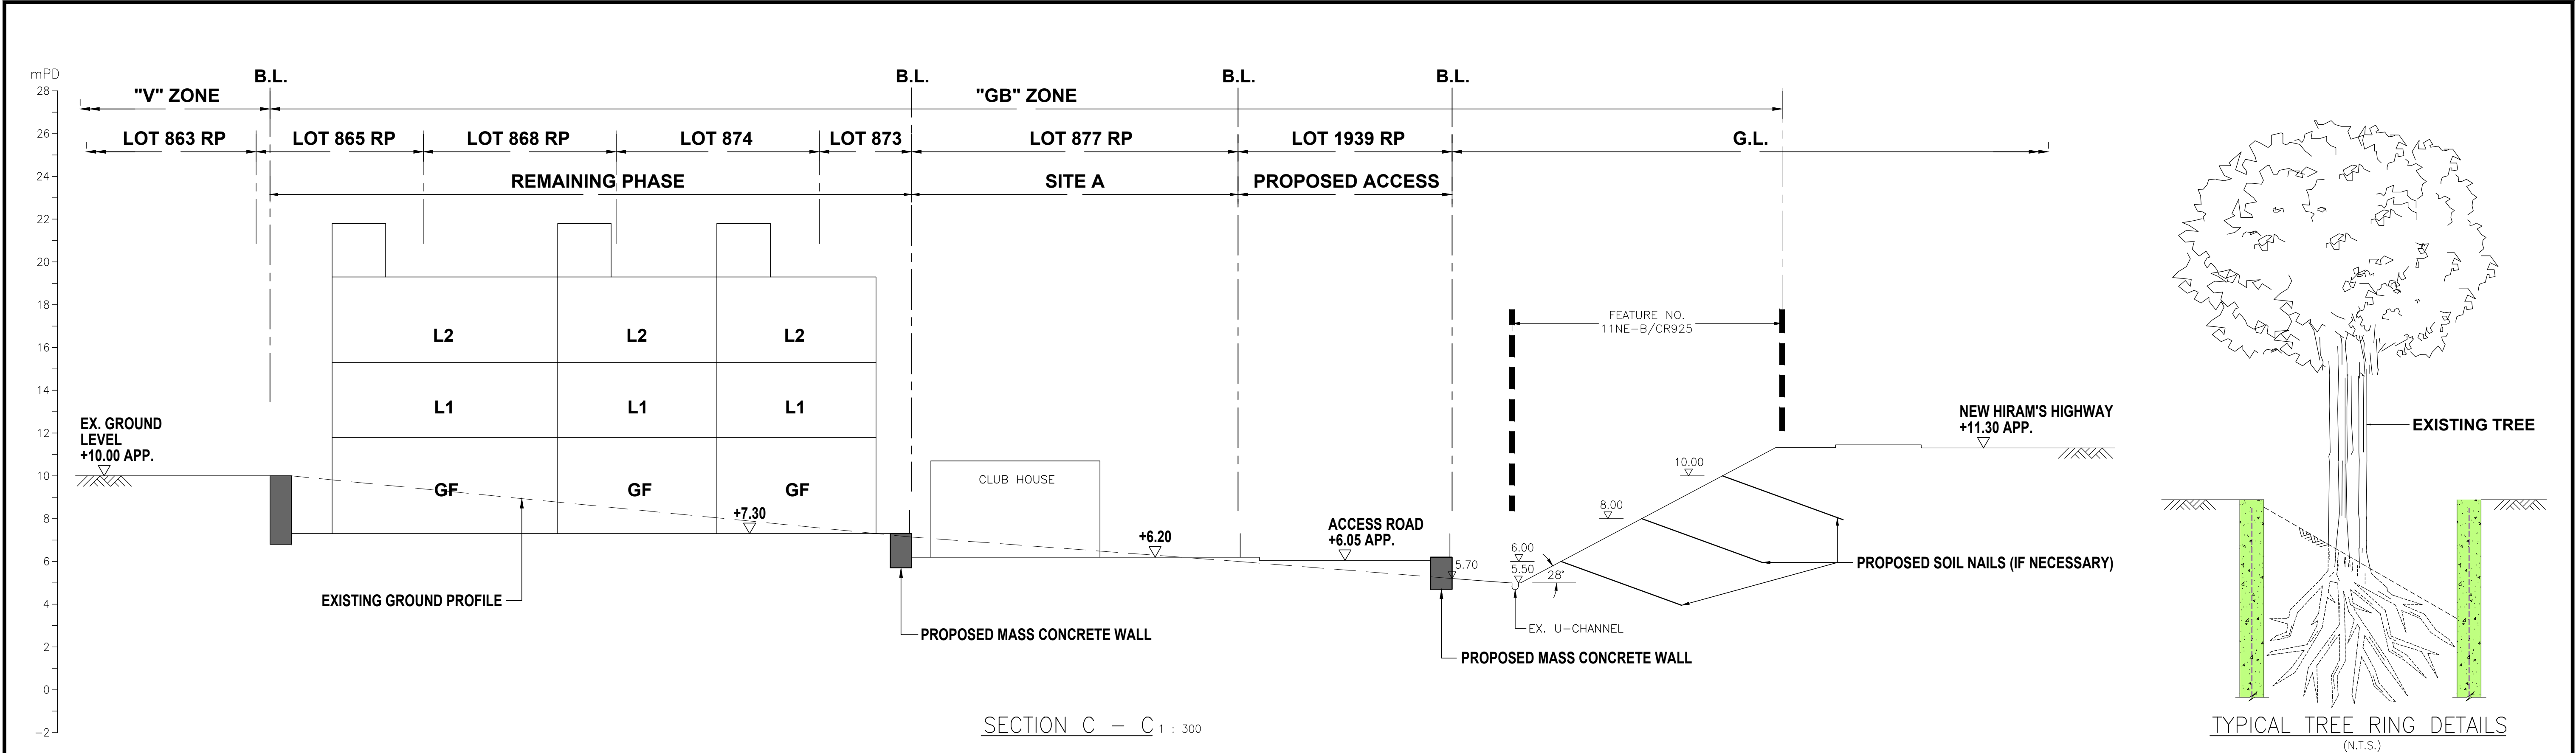 mPD
28
26
24
22
20
18
16
14
12
10
8
6
4
2
0
-2
B.L.
B.L.
B.L.
B.L.
"V" ZONE
"GB" ZONE
LOT 863 RP
LOT 865 RP
LOT 868 RP
LOT 874
LOT 873
LOT 877 RP
LOT 1939 RP
G.L.
REMAINING PHASE
SITE A
PROPOSED ACCESS
FEATURE NO.
11NE-B/CR925
L2
L2
L2
L1
L1
L1
GF
GF
GF
EX. GROUND
LEVEL
+10.00 APP.
+7.30
CLUB HOUSE
+6.20
ACCESS ROAD
+6.05 APP.
5.70
6.00
5.50
28°
8.00
10.00
NEW HIRAM'S HIGHWAY
+11.30 APP.
PROPOSED SOIL NAILS (IF NECESSARY)
EXISTING GROUND PROFILE
PROPOSED MASS CONCRETE WALL
EX. U-CHANNEL
PROPOSED MASS CONCRETE WALL
SECTION C - C 1 : 300
EXISTING TREE
TYPICAL TREE RING DETAILS
(N.T.S.)